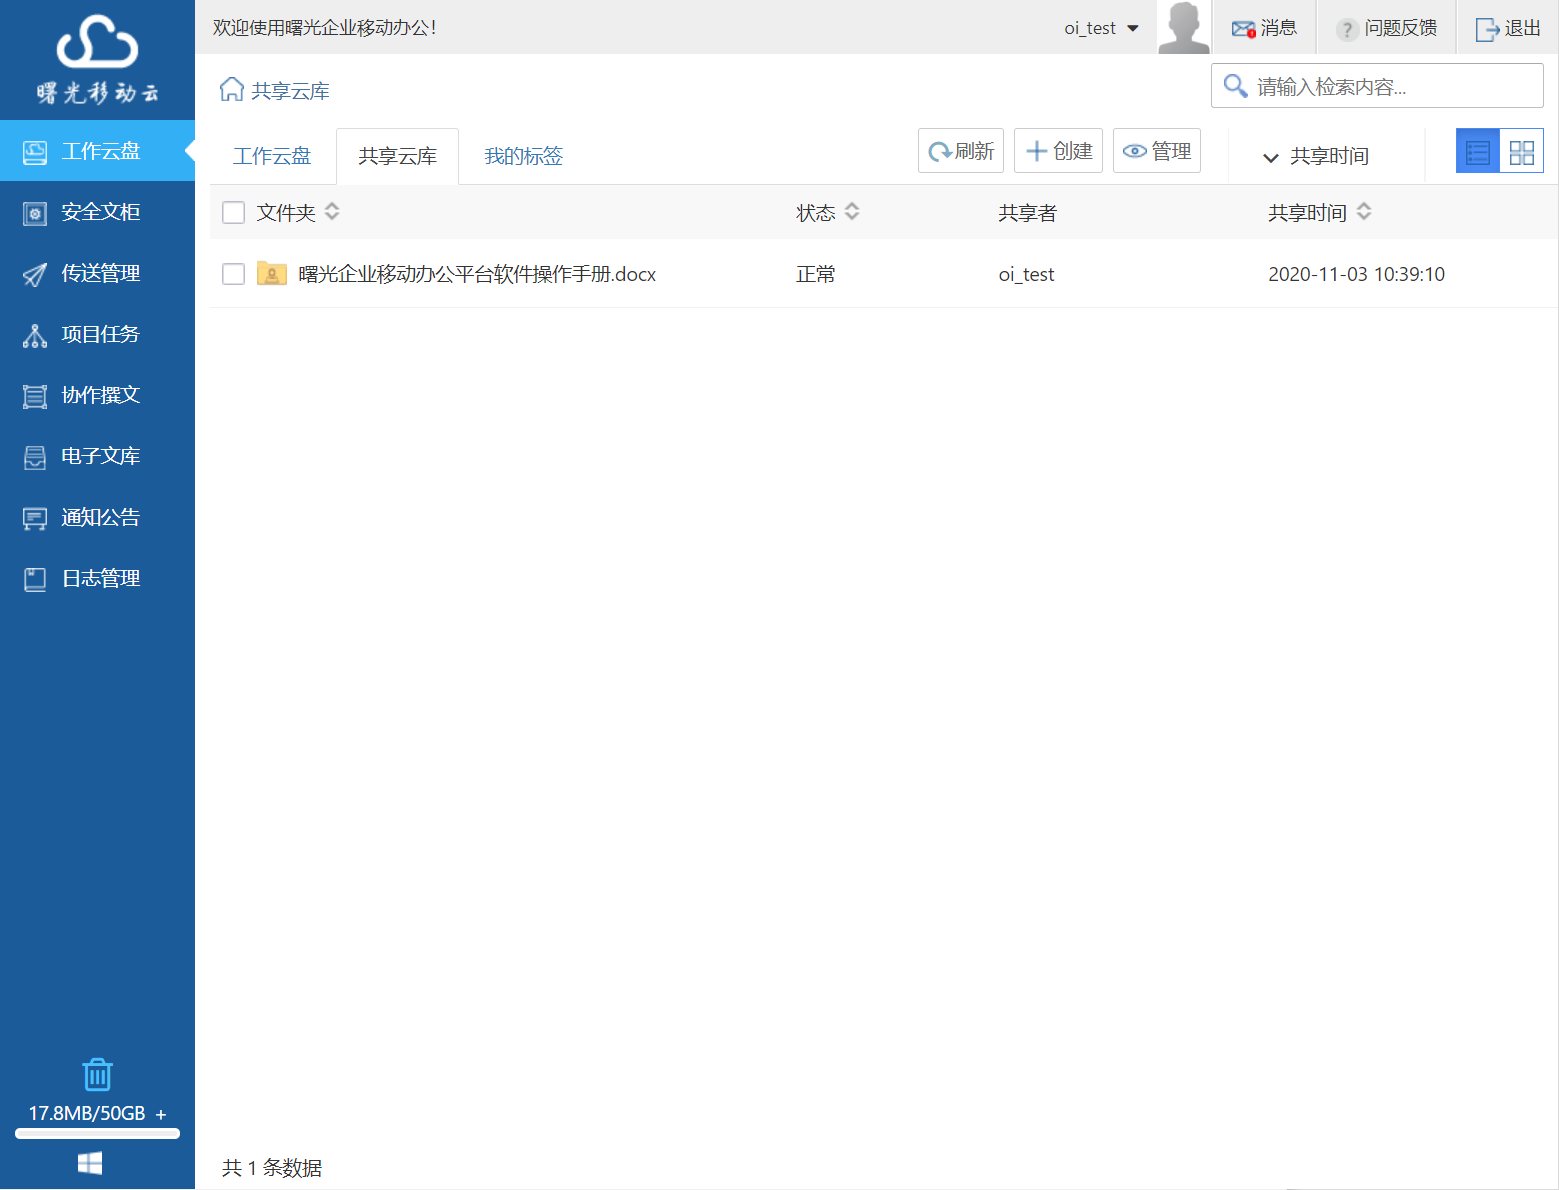 曙光移动云
欢迎使用曙光企业移动办公!
oi_test
消息
问题反馈
退出
共享云库
请输入检索内容...
工作云盘
共享云库
我的标签
刷新
创建
管理
共享时间
文件夹
状态
共享者
共享时间
曙光企业移动办公平台软件操作手册.docx
正常
oi_test
2020-11-03 10:39:10
工作云盘
安全文柜
传送管理
项目任务
协作撰文
电子文库
通知公告
日志管理
17.8MB/50GB +
共 1 条数据